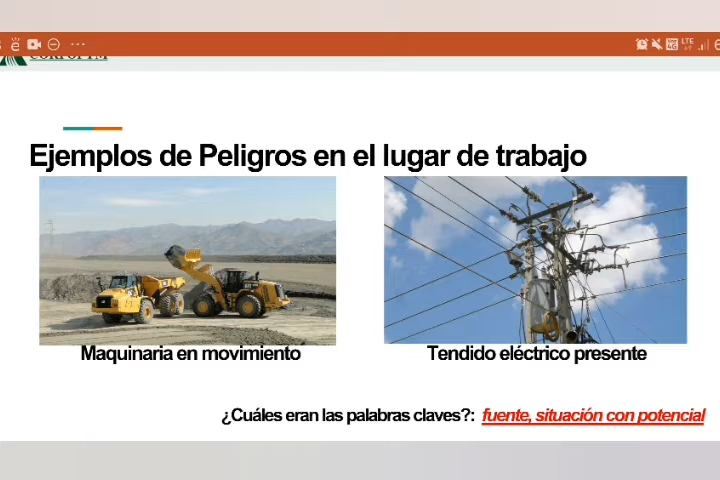 LTE
Ejemplos de Peligros en el lugar de trabajo
Maquinaria en movimiento
Tendido eléctrico presente
¿Cuáles eran las palabras claves?: fuente, situación con potencial